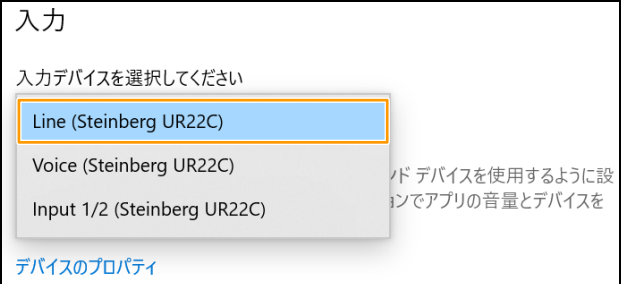 入力
入力デバイスを選択してください
Line (Steinberg UR22C)
Voice (Steinberg UR22C)
ンド デバイスを使用するように設
Input 1/2 (Steinberg UR22C)
ョンでアプリの音量とデバイスを
デバイスのプロパティ